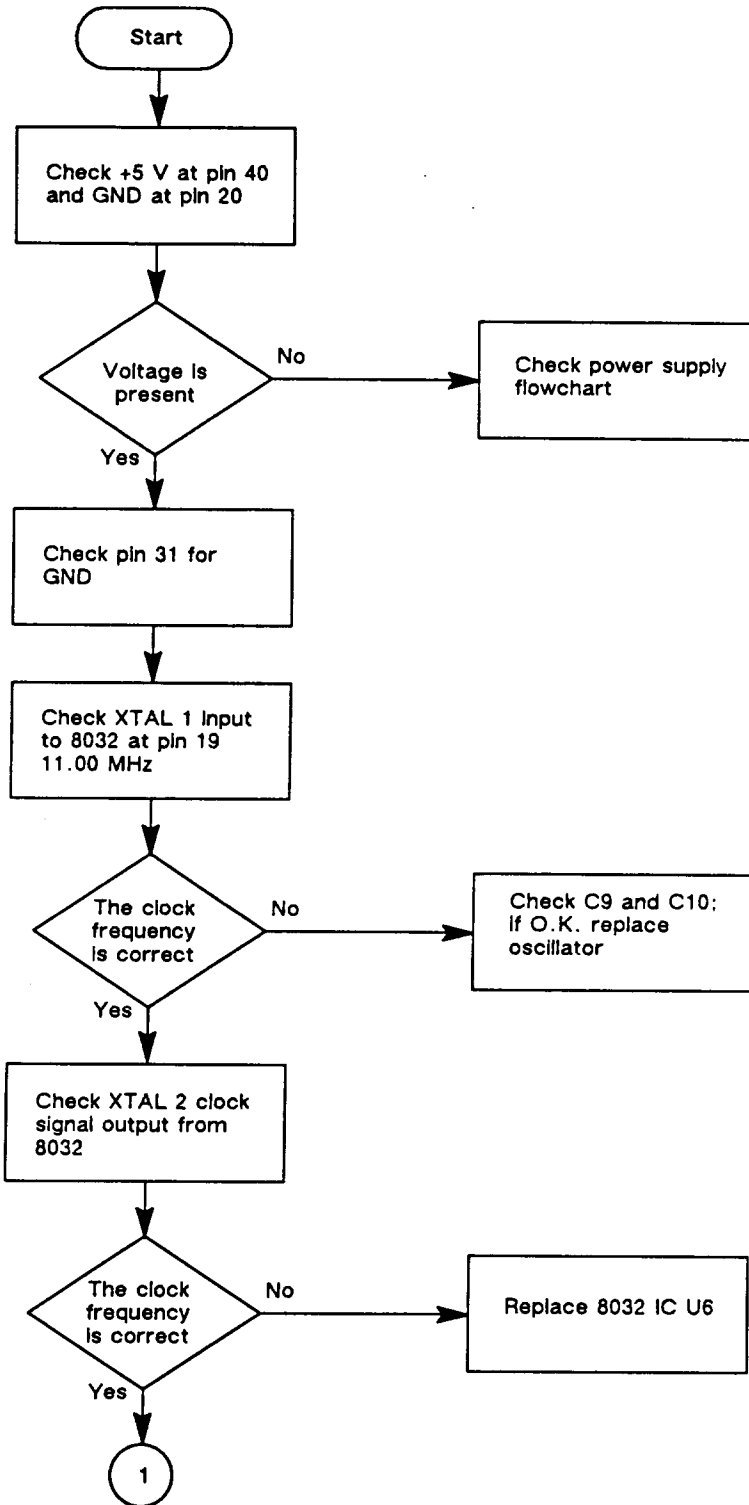 Start
Check +5 V at pin 40
and GND at pin 20
Voltage is
present
No
Check power supply
flowchart
Yes
Check pin 31 for
GND
Check XTAL 1 input
to 8032 at pin 19
11.00 MHz
The clock
frequency
is correct
No
Check C9 and C10;
if O.K. replace
oscillator
Yes
Check XTAL 2 clock
signal output from
8032
The clock
frequency
is correct
No
Replace 8032 IC U6
Yes
1